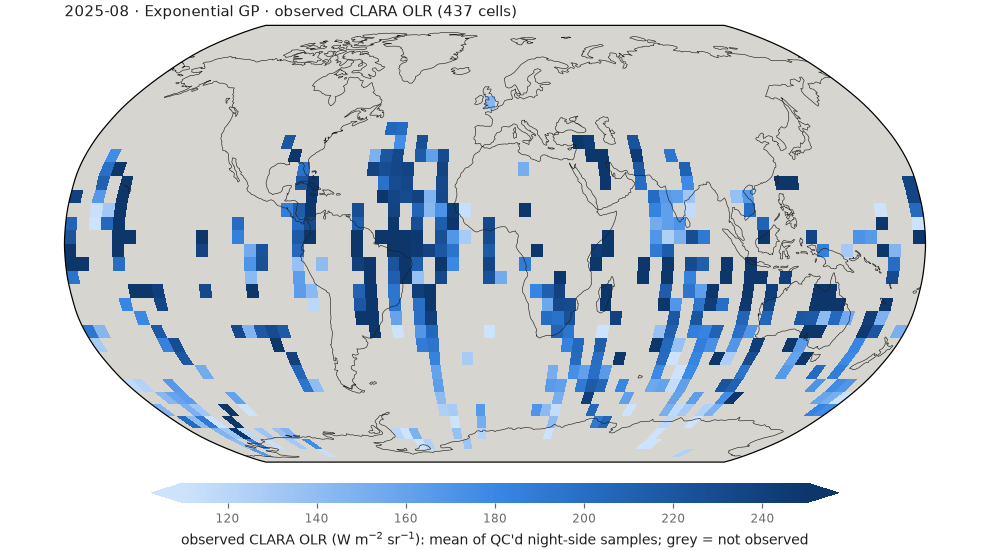 2025-08 · Exponential GP · observed CLARA OLR (437 cells)
120 140 160 180 200 220 240
observed CLARA OLR (W m⁻² sr⁻¹): mean of QC'd night-side samples; grey = not observed